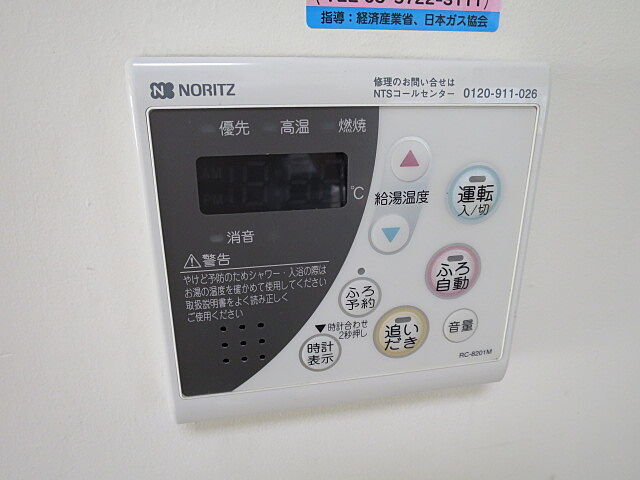 指導：経済産業省、日本ガス協会
NORITZ
修理のお問い合せは
NTSコールセンター 0120-911-026
優先 高温 燃焼
AM
PM
℃
給湯温度
運転
入/切
消音
⚠警告
やけど予防のためシャワー・入浴の際は
お湯の温度を確かめて使用してください
取扱説明書をよく読み正しく
ご使用ください
ふろ
自動
ふろ
予約
▼時計合わせ
2秒押し
時計
表示
追い
だき
音量
RC-8201M